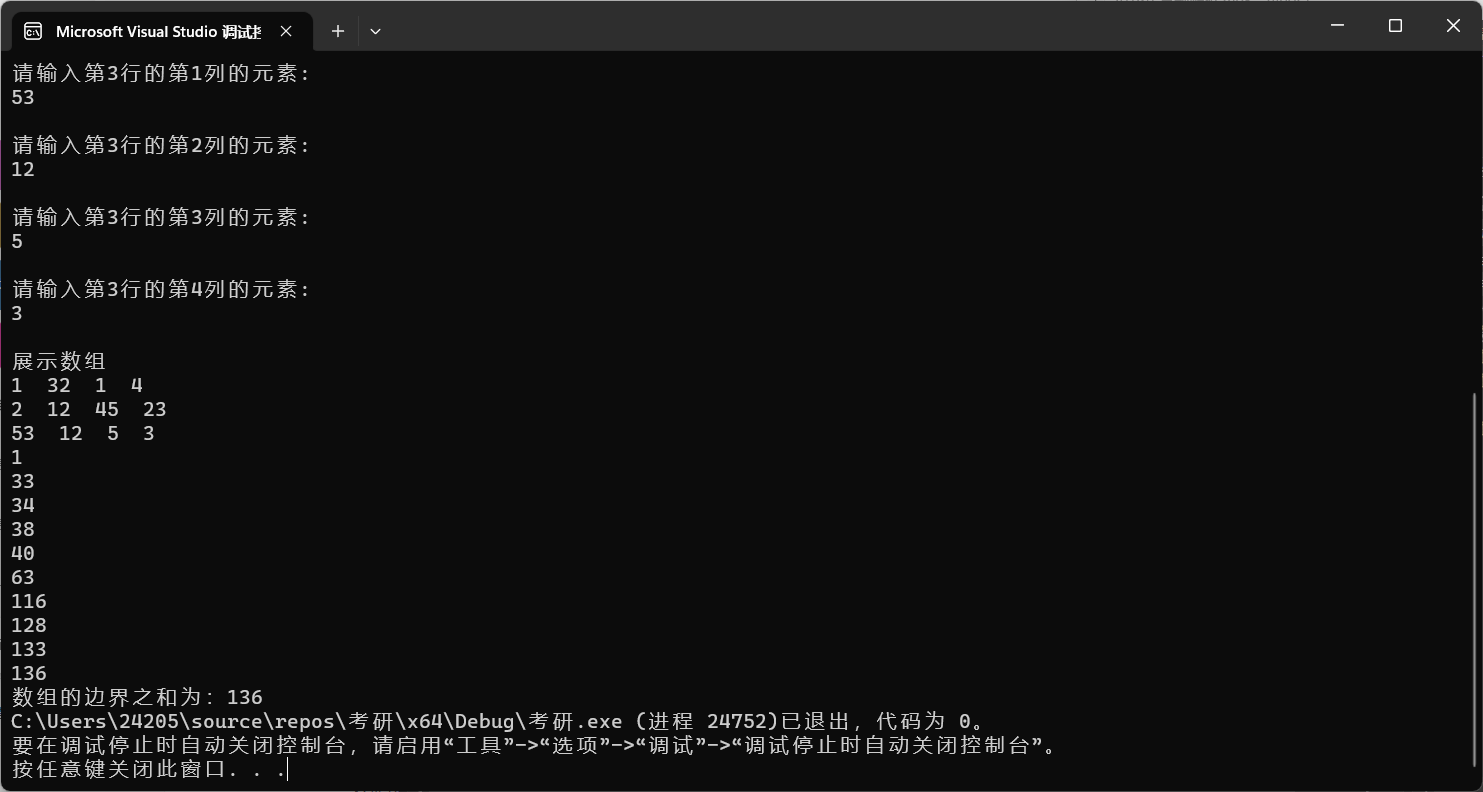 Microsoft Visual Studio 调试
请输入第3行的第1列的元素:
53
请输入第3行的第2列的元素:
12
请输入第3行的第3列的元素:
5
请输入第3行的第4列的元素:
3
展示数组
1  32  1  4
2  12  45  23
53  12  5  3
1
33
34
38
40
63
116
128
133
136
数组的边界之和为: 136
C:\Users\24205\source\repos\考研\x64\Debug\考研.exe (进程 24752)已退出，代码为 0。
要在调试停止时自动关闭控制台，请启用“工具”->“选项”->“调试”->“调试停止时自动关闭控制台”。
按任意键关闭此窗口. . .